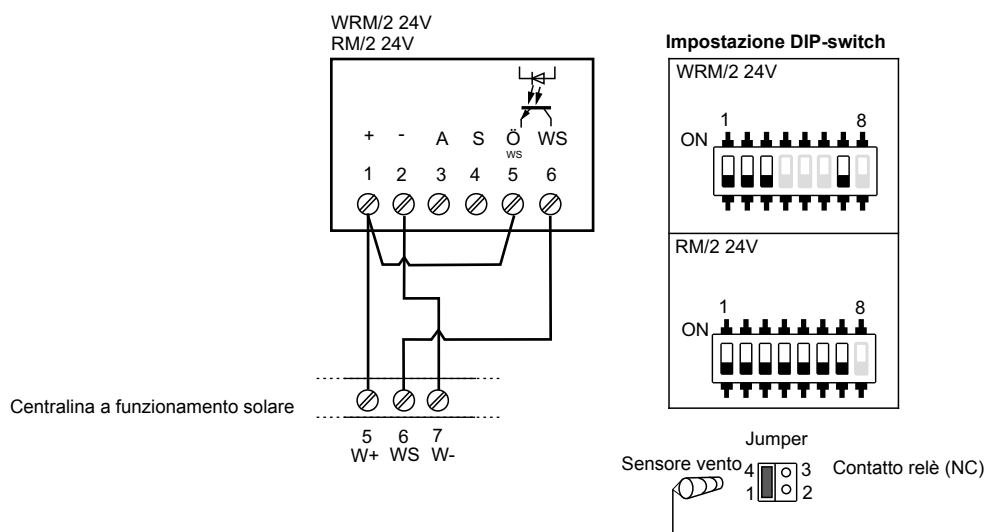 WRM/2 24V
RM/2 24V
+ - A S Ö WS
WS
1 2 3 4 5 6
Centralina a funzionamento solare
5 6 7
W+ WS W-
Impostazione DIP-switch
WRM/2 24V
1 8
ON
RM/2 24V
1 8
ON
Jumper
Sensore vento 4 3 Contatto relè (NC)
1 2